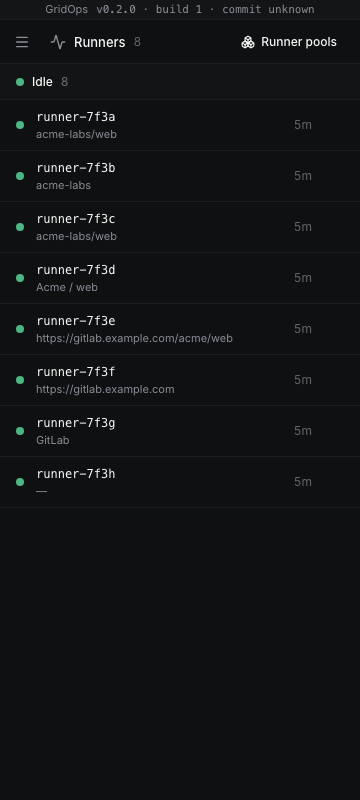 GridOps v0.2.0 · build 1 · commit unknown
Runners 8 Runner pools
Idle 8
runner-7f3a 5m
acme-labs/web
runner-7f3b 5m
acme-labs
runner-7f3c 5m
acme-labs/web
runner-7f3d 5m
Acme / web
runner-7f3e 5m
https://gitlab.example.com/acme/web
runner-7f3f 5m
https://gitlab.example.com
runner-7f3g 5m
GitLab
runner-7f3h 5m
—